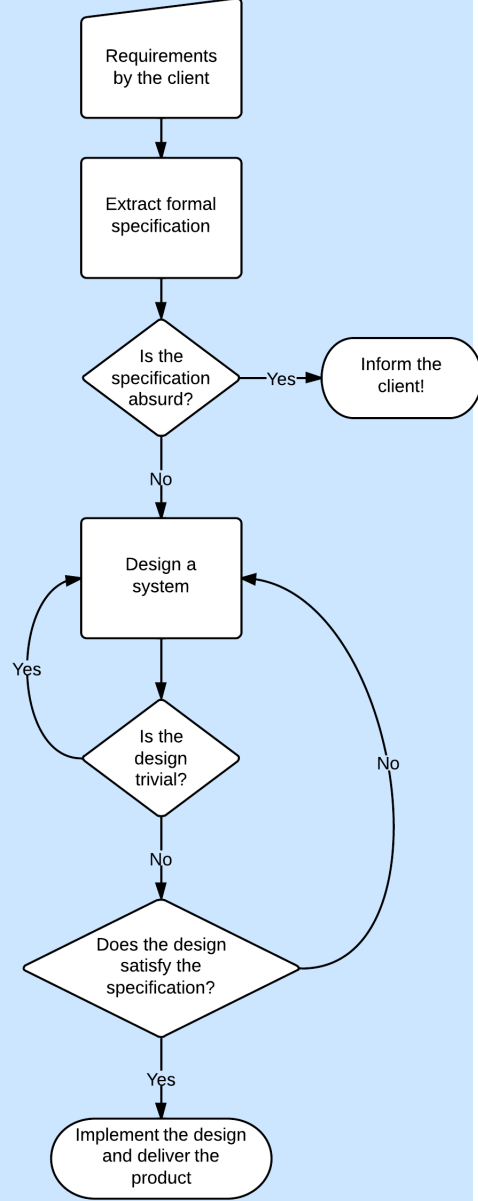 Requirements
by the client
Extract formal
specification
Is the
specification
absurd?
Yes
Inform the
client!
No
Design a
system
Yes
Is the
design
trivial?
No
No
Does the design
satisfy the
specification?
Yes
Implement the design
and deliver the
product